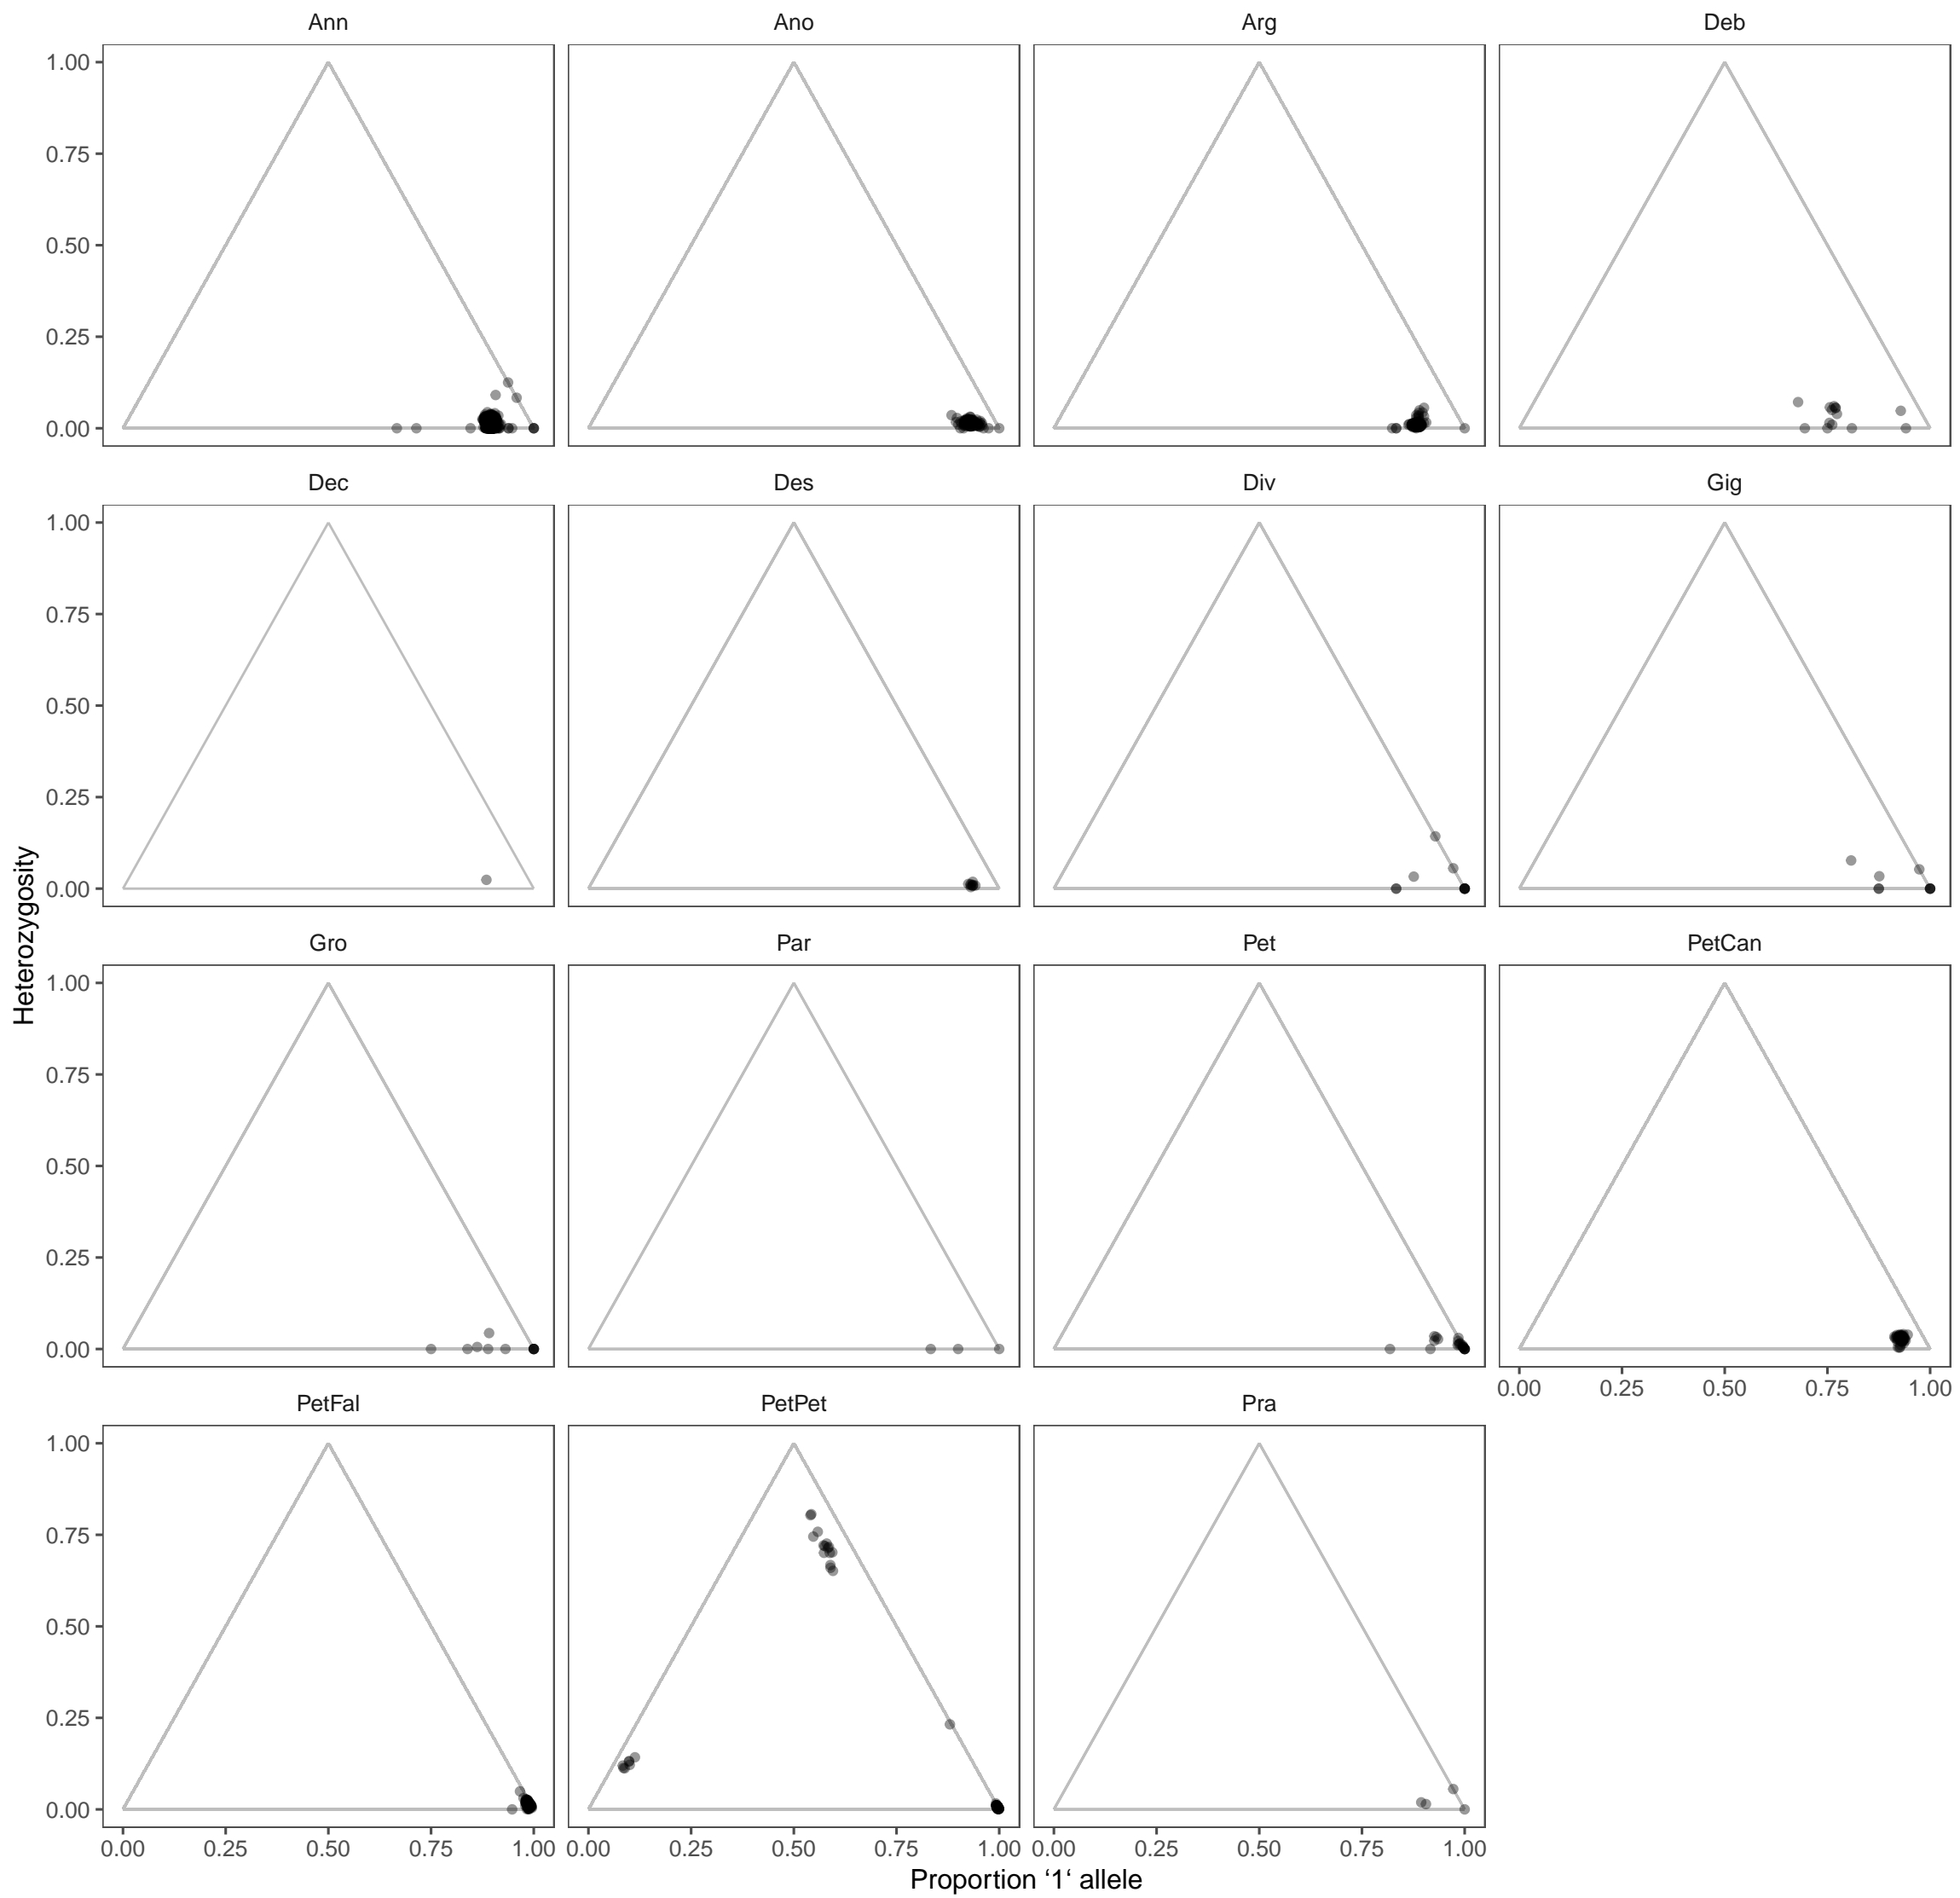 Ann Ano Arg Deb
1.00
0.75
0.50
0.25
0.00
Dec Des Div Gig
1.00
0.75
0.50
0.25
0.00
Gro Par Pet PetCan
1.00
0.75
0.50
0.25
0.00
0.00 0.25 0.50 0.75 1.00
PetFal PetPet Pra
1.00
0.75
0.50
0.25
0.00
0.00 0.25 0.50 0.75 1.00 0.00 0.25 0.50 0.75 1.00 0.00 0.25 0.50 0.75 1.00
Heterozygosity
Proportion ‘1‘ allele